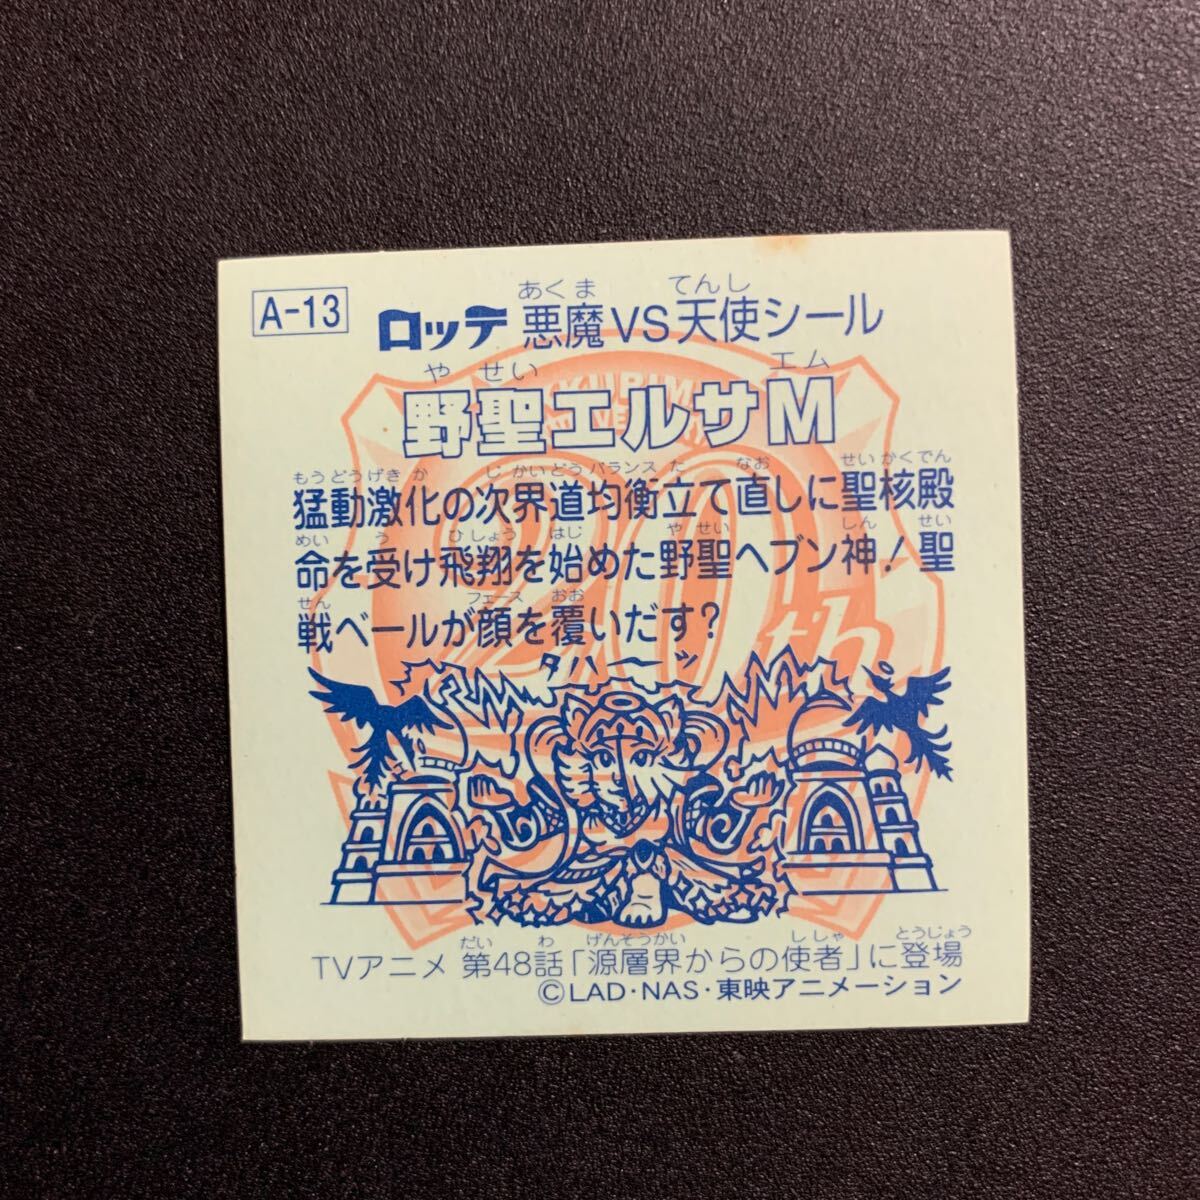 A-13
あくま てんし
ロッテ 悪魔VS天使シール
やせい エム
野聖エルサM
もうどうげきか じかいどうバランスた なお せいかくでん
猛動激化の次界道均衡立て直しに聖核殿
めい う ひしょう はじ やせい しん せい
命を受け飛翔を始めた野聖ヘブン神!聖
せん フェース おお
戦ベールが顔を覆いだす?
20th
だい わ げんそうかい ししゃ とうじょう
TVアニメ 第48話「源層界からの使者」に登場
©LAD・NAS・東映アニメーション